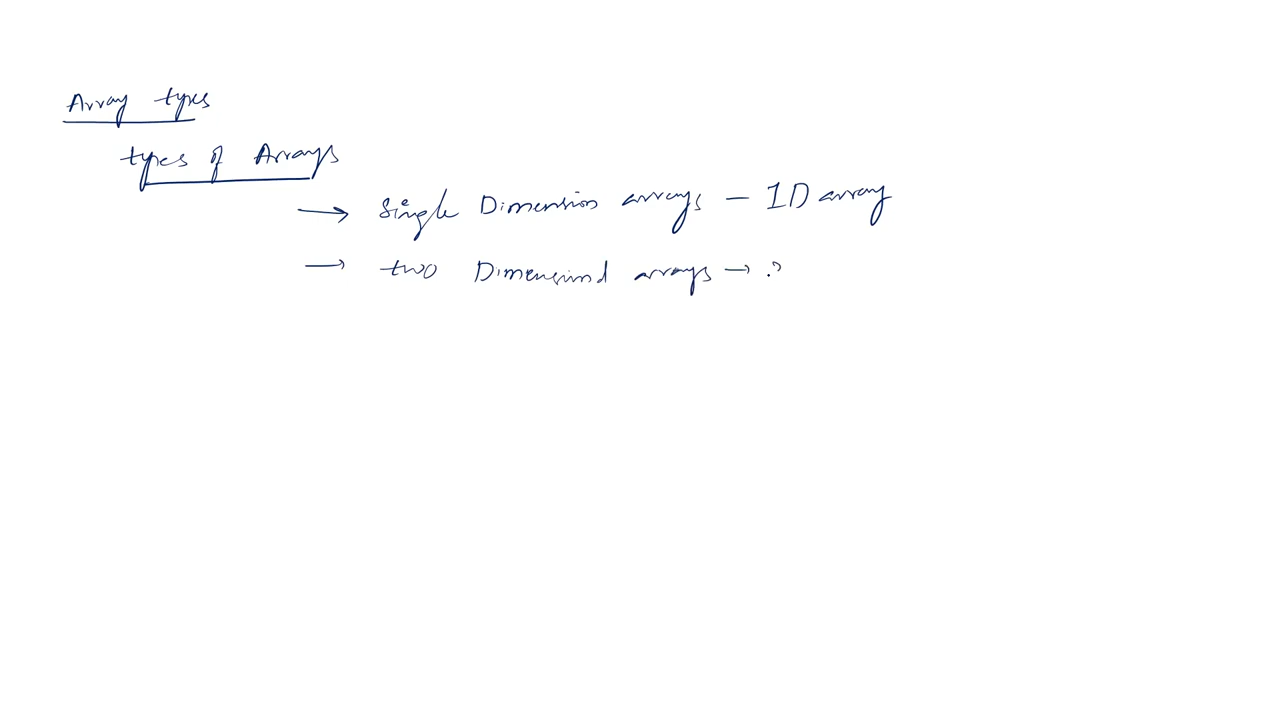 Array types
types of Arrays
→ Single Dimension arrays – 1D array
→ two Dimensional arrays →